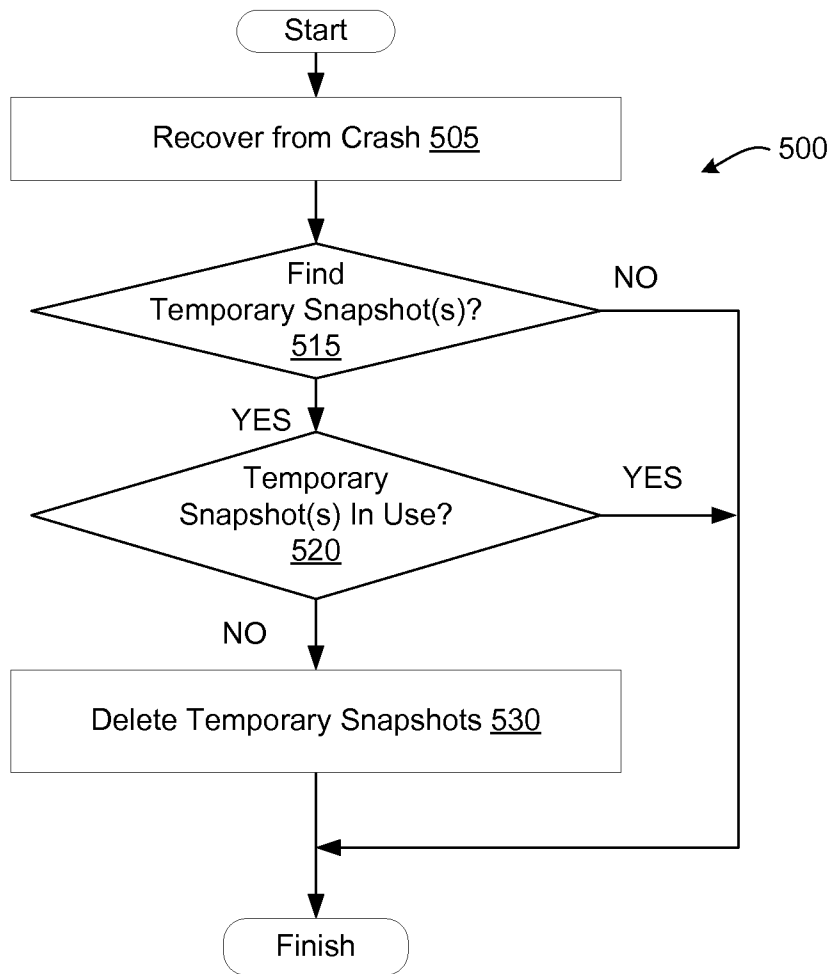 Start
Recover from Crash 505
500
Find
Temporary Snapshot(s)?
515
NO
YES
Temporary
Snapshot(s) In Use?
520
YES
NO
Delete Temporary Snapshots 530
Finish